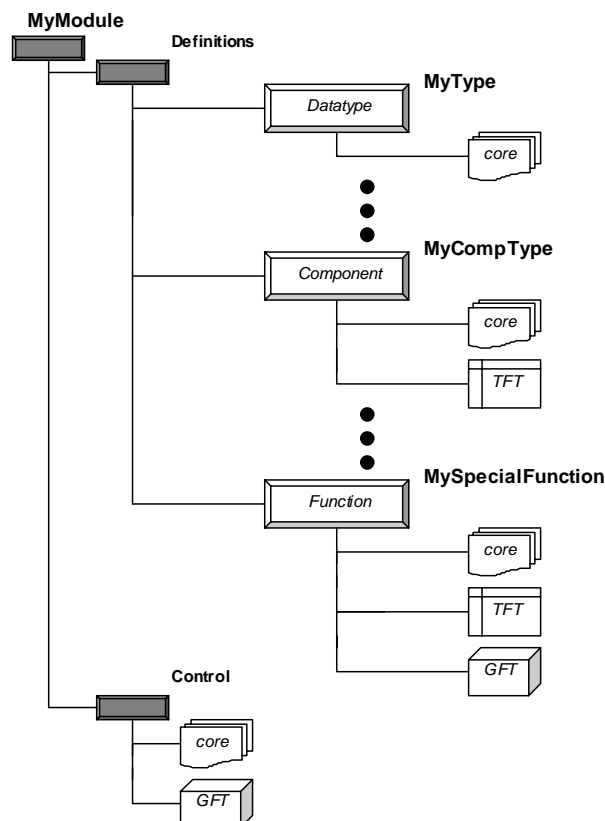 MyModule
Definitions
MyType
Datatype
core
MyCompType
Component
core
TFT
MySpecialFunction
Function
core
TFT
GFT
Control
core
GFT